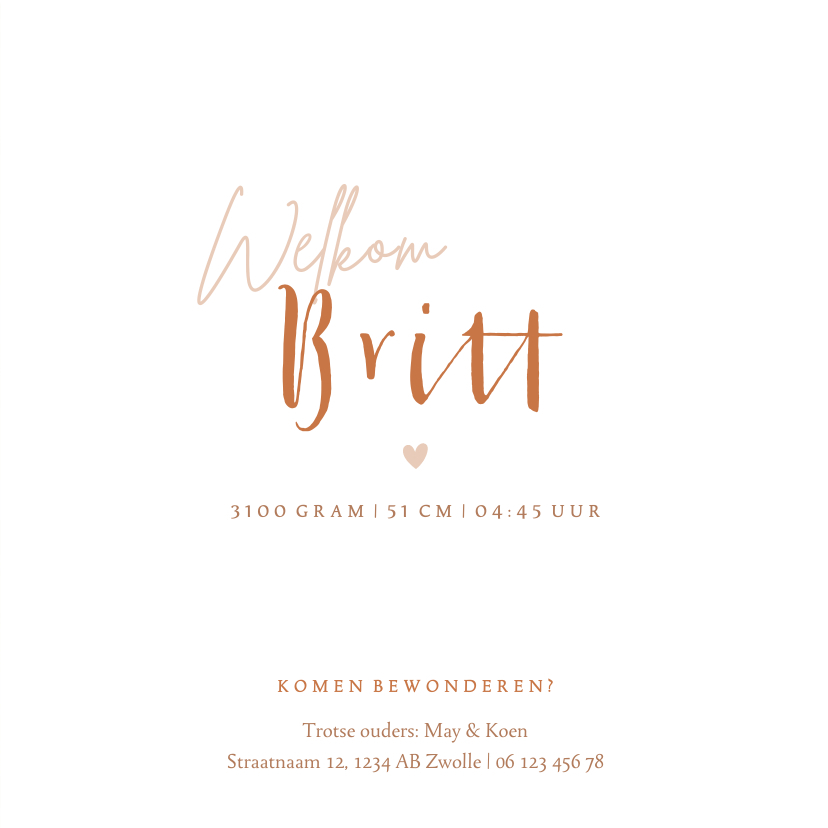 Welkom
Britt
3100 GRAM | 51 CM | 04:45 UUR
KOMEN BEWONDEREN?
Trotse ouders: May & Koen
Straatnaam 12, 1234 AB Zwolle | 06 123 456 78